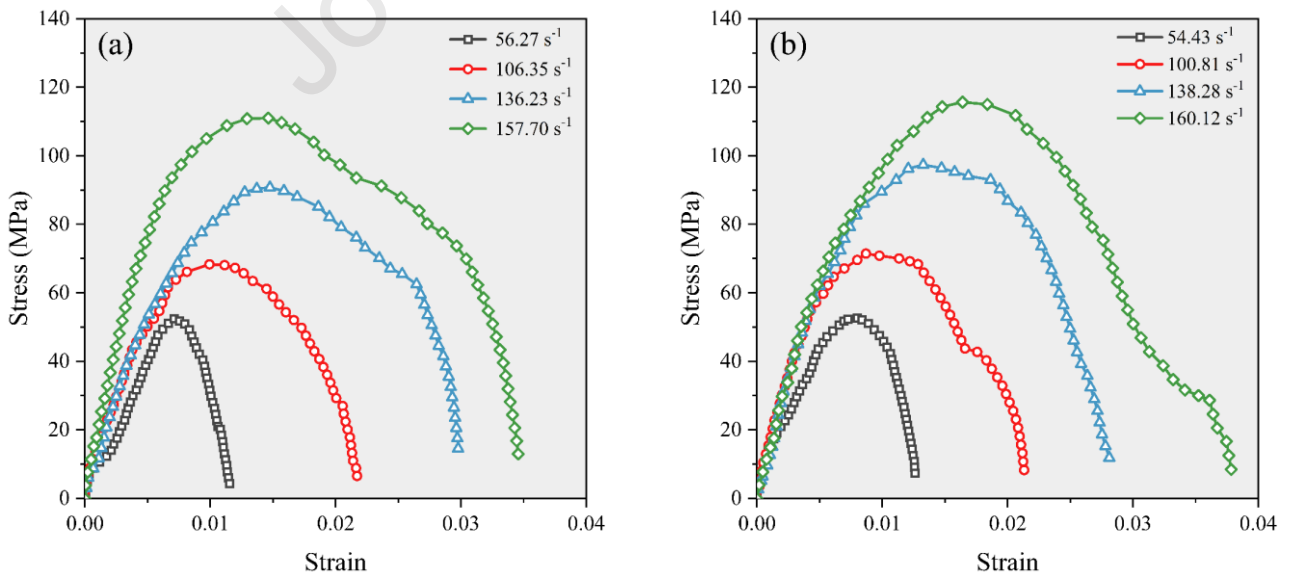 Jo
(a)
56.27 s⁻¹
106.35 s⁻¹
136.23 s⁻¹
157.70 s⁻¹
140
120
100
80
60
40
20
0
Stress (MPa)
0.00 0.01 0.02 0.03 0.04
Strain
(b)
54.43 s⁻¹
100.81 s⁻¹
138.28 s⁻¹
160.12 s⁻¹
140
120
100
80
60
40
20
0
Stress (MPa)
0.00 0.01 0.02 0.03 0.04
Strain